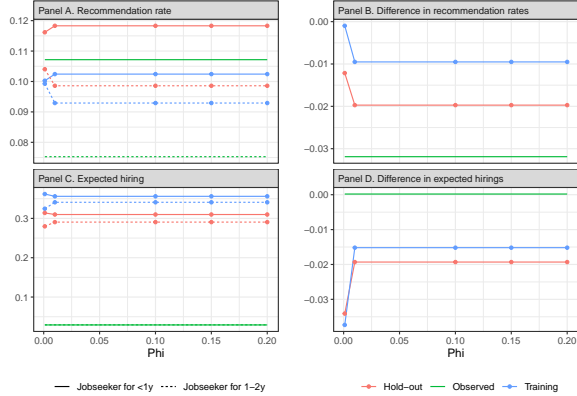 Panel A. Recommendation rate
0.12
0.11
0.10
0.09
0.08
Panel B. Difference in recommendation rates
0.00
−0.01
−0.02
−0.03
Panel C. Expected hiring
0.3
0.2
0.1
0.00 0.05 0.10 0.15 0.20
Phi
Panel D. Difference in expected hirings
0.00
−0.01
−0.02
−0.03
0.00 0.05 0.10 0.15 0.20
Phi
Jobseeker for <1y Jobseeker for 1−2y
Hold−out Observed Training